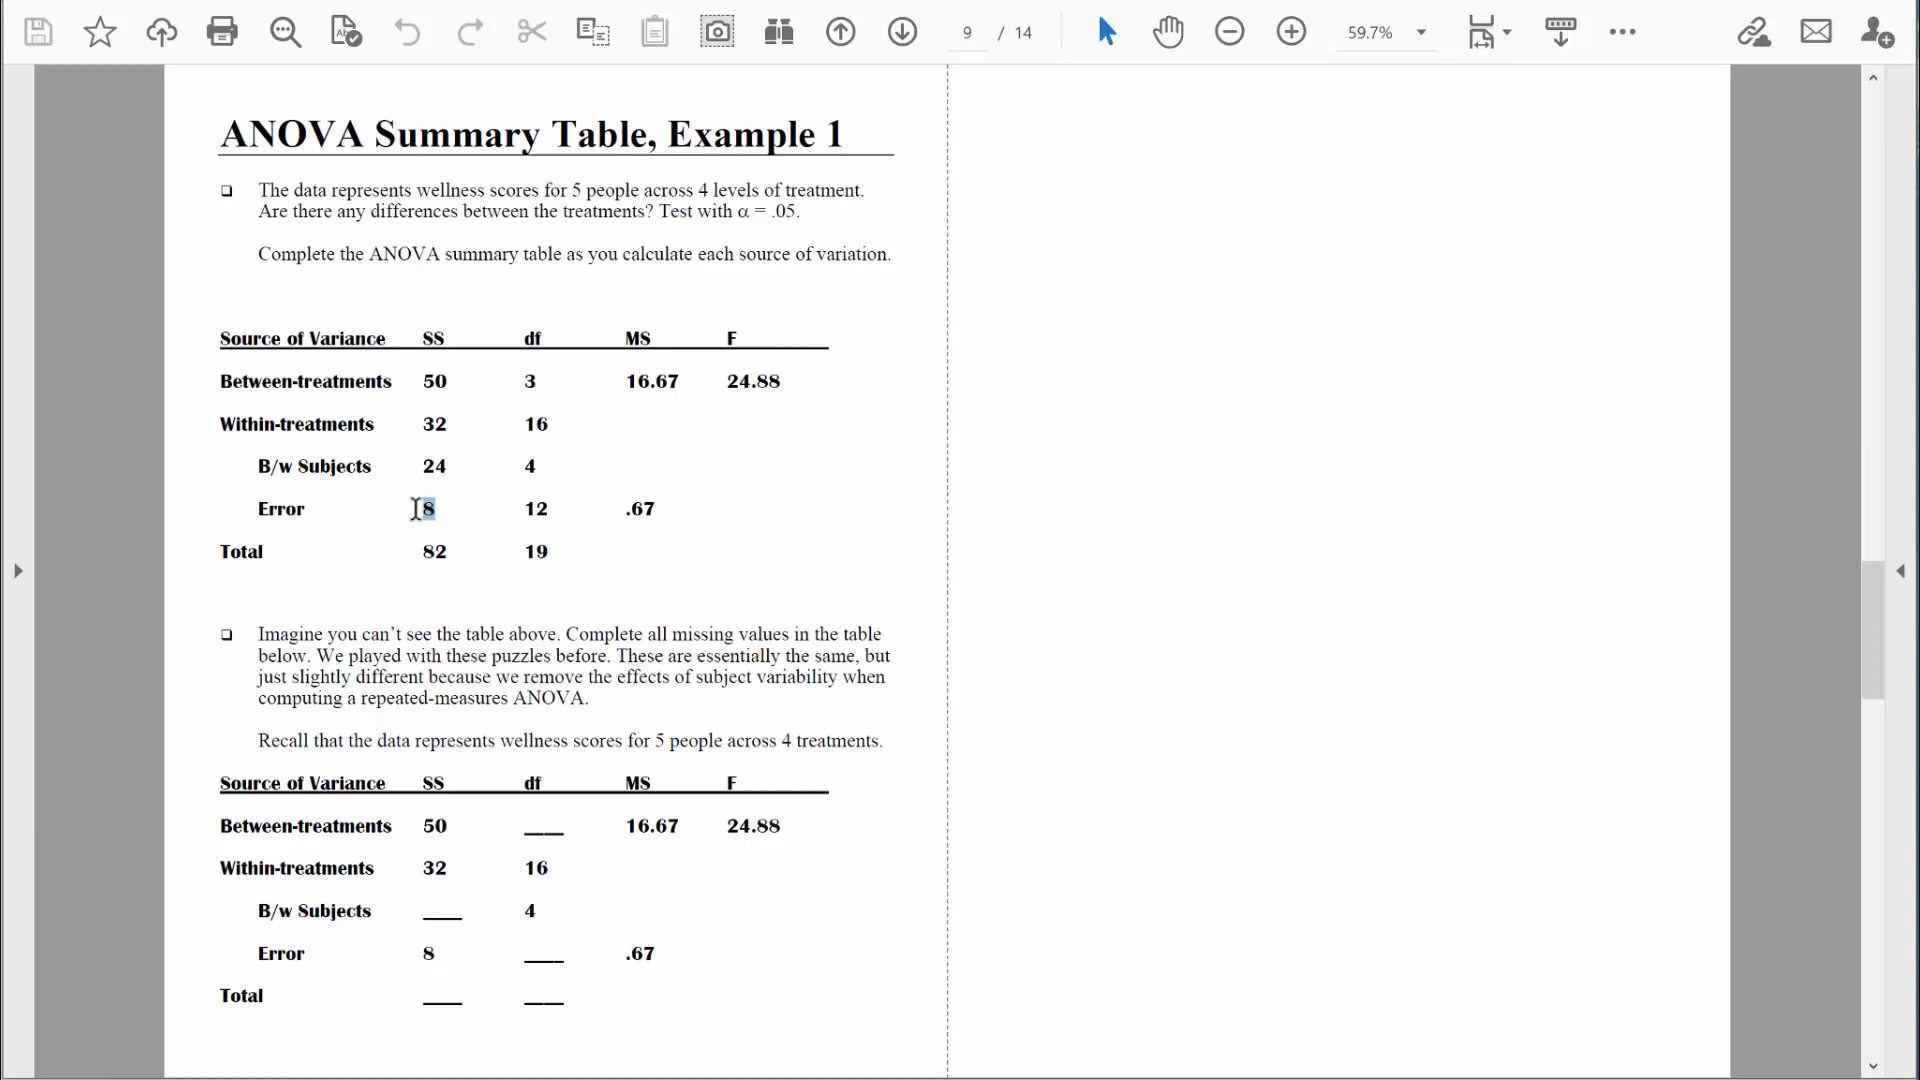 9 / 14 59.7%
ANOVA Summary Table, Example 1
❑ The data represents wellness scores for 5 people across 4 levels of treatment.
Are there any differences between the treatments? Test with α = .05.
Complete the ANOVA summary table as you calculate each source of variation.
Source of Variance SS df MS F
Between-treatments 50 3 16.67 24.88
Within-treatments 32 16
B/w Subjects 24 4
Error 8 12 .67
Total 82 19
❑ Imagine you can't see the table above. Complete all missing values in the table
below. We played with these puzzles before. These are essentially the same, but
just slightly different because we remove the effects of subject variability when
computing a repeated-measures ANOVA.
Recall that the data represents wellness scores for 5 people across 4 treatments.
Source of Variance SS df MS F
Between-treatments 50 ____ 16.67 24.88
Within-treatments 32 16
B/w Subjects ____ 4
Error 8 ____ .67
Total ____ ____